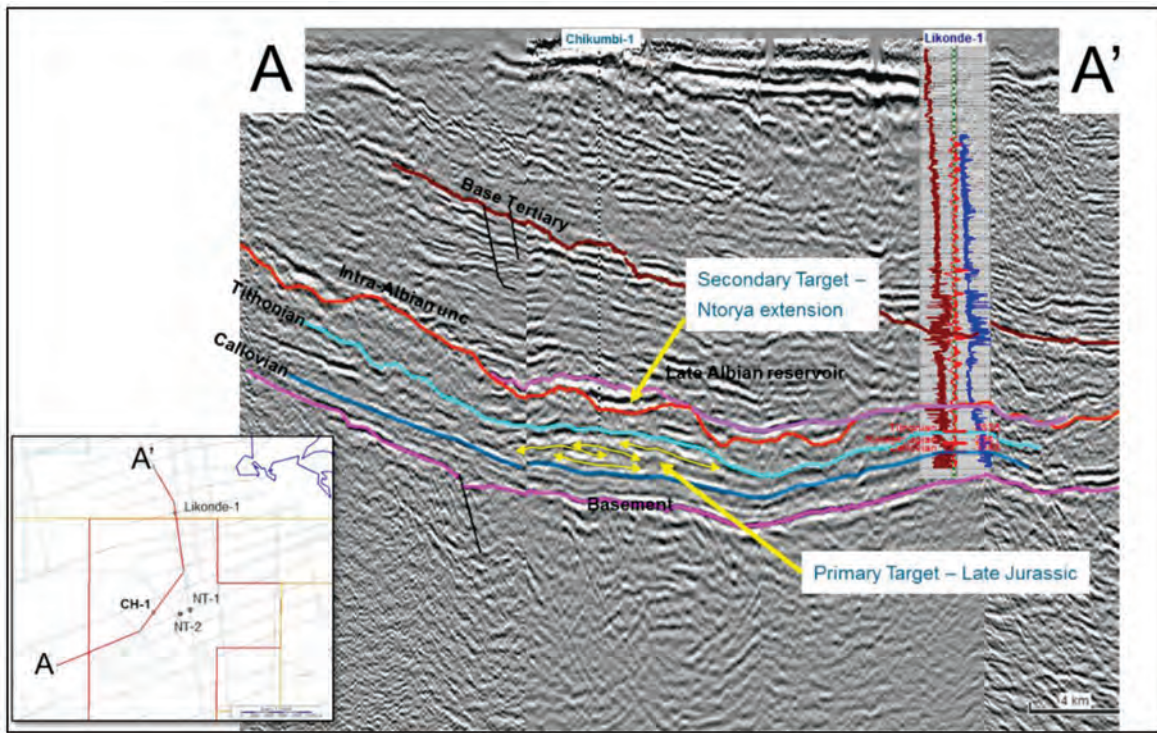 A
Chikumbi-1
Likonde-1
A'
Base Tertiary
Secondary Target –
Ntorya extension
Intra-Albian unc
Tithonian
Late Albian reservoir
Callovian
Basement
Primary Target – Late Jurassic
4 km
A'
Likonde-1
CH-1
NT-1
NT-2
A